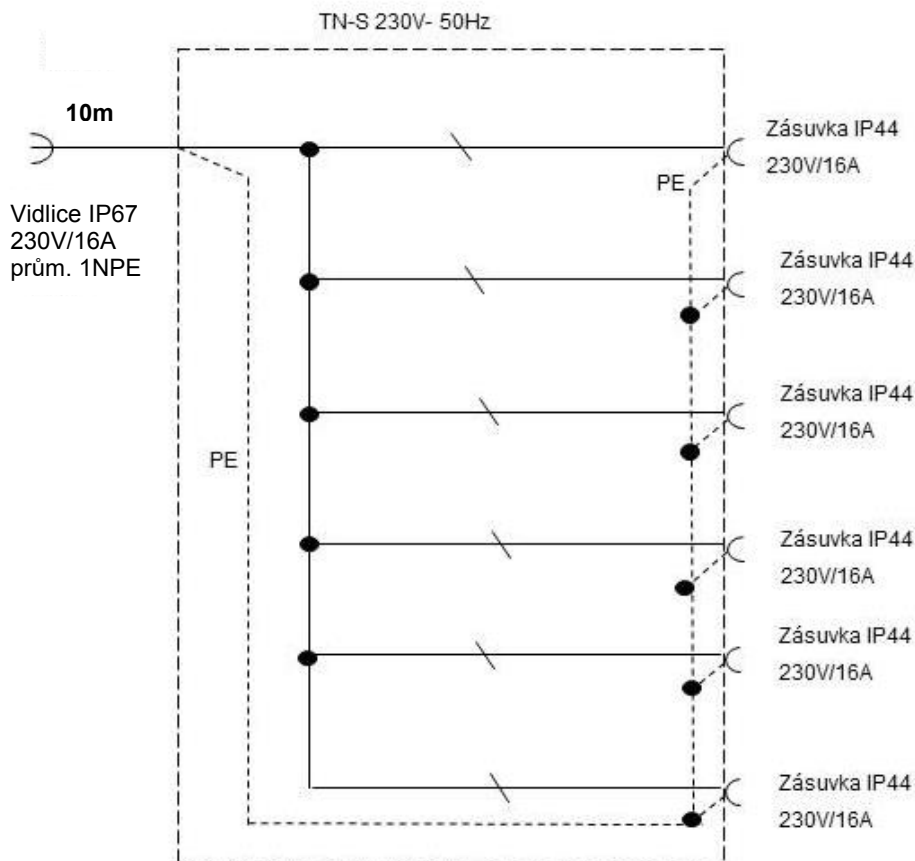 TN-S 230V- 50Hz
10m
Vidlice IP67
230V/16A
prům. 1NPE
PE
PE
Zásuvka IP44
230V/16A
Zásuvka IP44
230V/16A
Zásuvka IP44
230V/16A
Zásuvka IP44
230V/16A
Zásuvka IP44
230V/16A
Zásuvka IP44
230V/16A